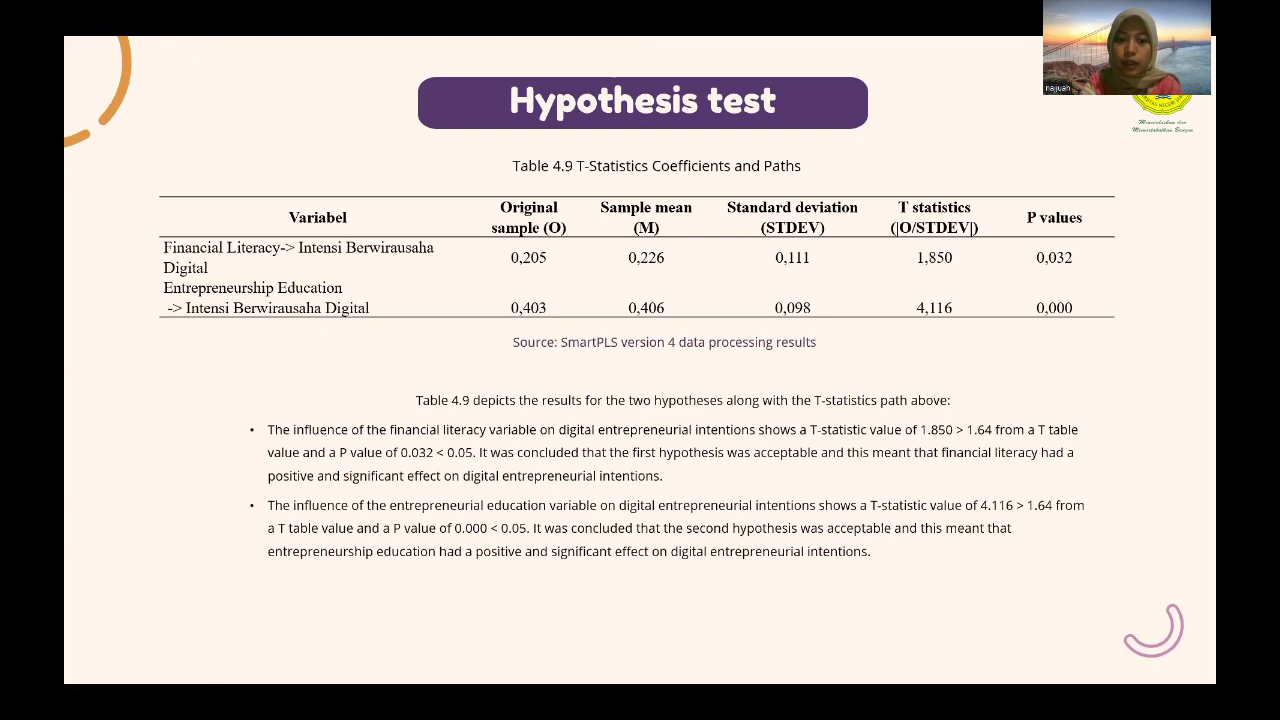 najjuah
Memandirikan dan
Memartabatkan Bangsa
Hypothesis test
Table 4.9 T-Statistics Coefficients and Paths
Variabel Original sample (O) Sample mean (M) Standard deviation (STDEV) T statistics (|O/STDEV|) P values
Financial Literacy-> Intensi Berwirausaha
Digital 0,205 0,226 0,111 1,850 0,032
Entrepreneurship Education
-> Intensi Berwirausaha Digital 0,403 0,406 0,098 4,116 0,000
Source: SmartPLS version 4 data processing results
Table 4.9 depicts the results for the two hypotheses along with the T-statistics path above:
• The influence of the financial literacy variable on digital entrepreneurial intentions shows a T-statistic value of 1.850 > 1.64 from a T table
value and a P value of 0.032 < 0.05. It was concluded that the first hypothesis was acceptable and this meant that financial literacy had a
positive and significant effect on digital entrepreneurial intentions.
• The influence of the entrepreneurial education variable on digital entrepreneurial intentions shows a T-statistic value of 4.116 > 1.64 from
a T table value and a P value of 0.000 < 0.05. It was concluded that the second hypothesis was acceptable and this meant that
entrepreneurship education had a positive and significant effect on digital entrepreneurial intentions.